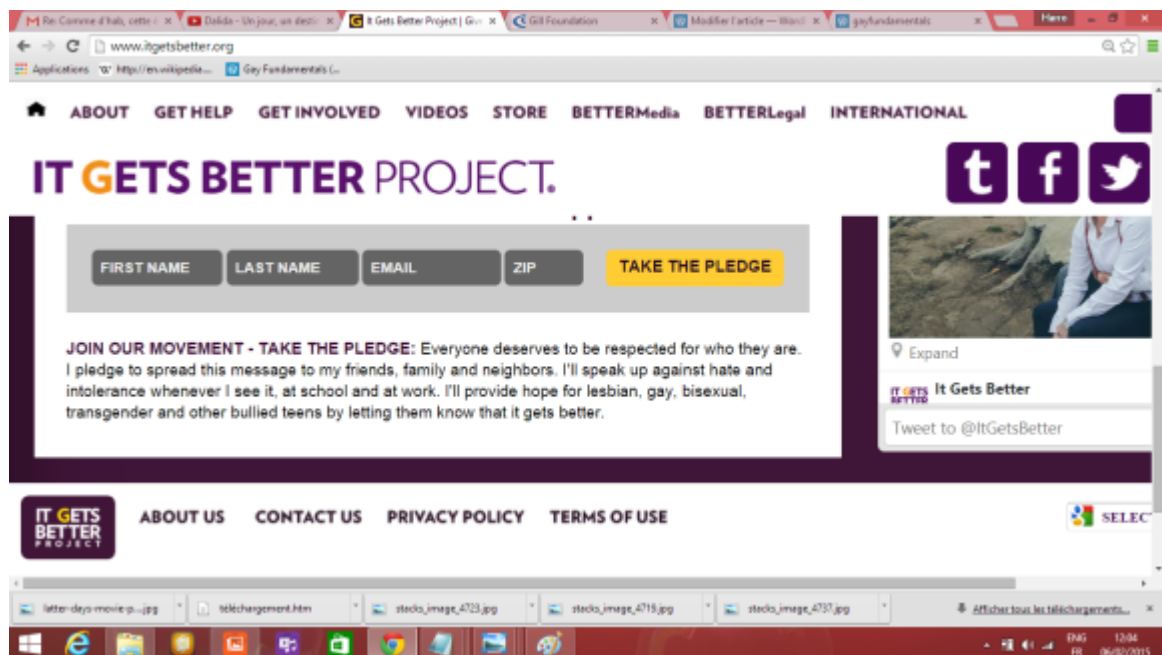 Re: Comme d'hab, cette
Dalida - Un jour, un destin
It Gets Better Project | Giv
Gill Foundation
Modifier l'article — Word
gayfundamentals
www.itgetsbetter.org
Applications
http://en.wikipedia...
Gay Fundamentals (...
ABOUT GET HELP GET INVOLVED VIDEOS STORE BETTERMedia BETTERLegal INTERNATIONAL
IT GETS BETTER PROJECT.
FIRST NAME LAST NAME EMAIL ZIP TAKE THE PLEDGE
JOIN OUR MOVEMENT - TAKE THE PLEDGE: Everyone deserves to be respected for who they are.
I pledge to spread this message to my friends, family and neighbors. I'll speak up against hate and
intolerance whenever I see it, at school and at work. I'll provide hope for lesbian, gay, bisexual,
transgender and other bullied teens by letting them know that it gets better.
Expand
IT GETS BETTER It Gets Better
Tweet to @ItGetsBetter
IT GETS
BETTER
PROJECT
ABOUT US CONTACT US PRIVACY POLICY TERMS OF USE
SELEC
latter-days-movie-p...jpg
téléchargement.htm
stocks_image_4723.jpg
stocks_image_4719.jpg
stocks_image_4737.jpg
Afficher tous les téléchargements...
ENG 12:04
FR 06/02/2015